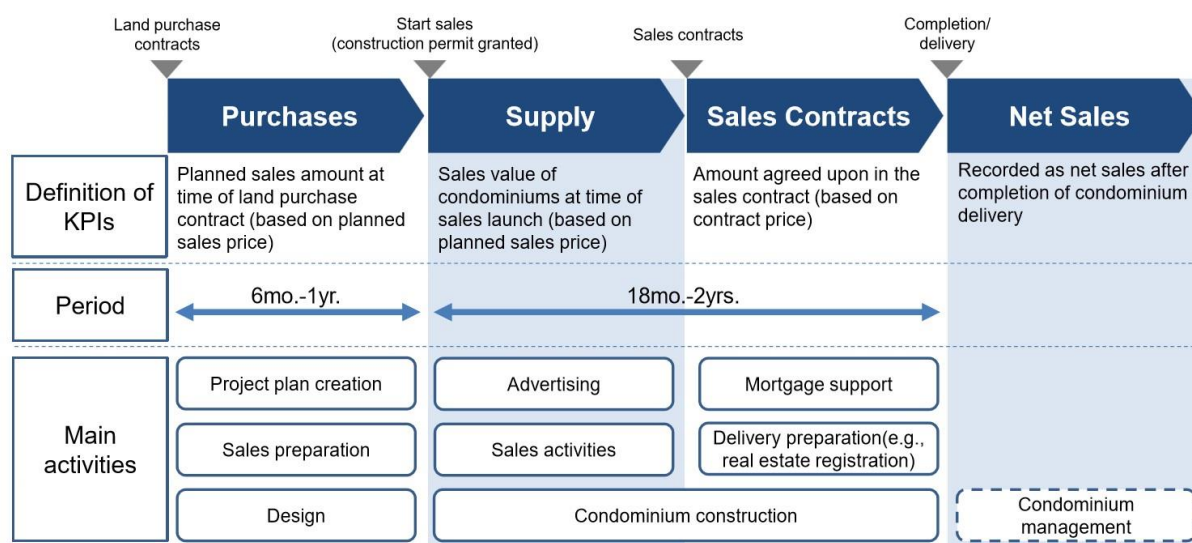 Land purchase
contracts
Start sales
(construction permit granted)
Sales contracts
Completion/
delivery
Purchases
Supply
Sales Contracts
Net Sales
Definition of
KPIs
Planned sales amount at
time of land purchase
contract (based on planned
sales price)
Sales value of
condominiums at time of
sales launch (based on
planned sales price)
Amount agreed upon in the
sales contract (based on
contract price)
Recorded as net sales after
completion of condominium
delivery
Period
6mo.-1yr.
18mo.-2yrs.
Main
activities
Project plan creation
Advertising
Mortgage support
Sales preparation
Sales activities
Delivery preparation(e.g.,
real estate registration)
Design
Condominium construction
Condominium
management